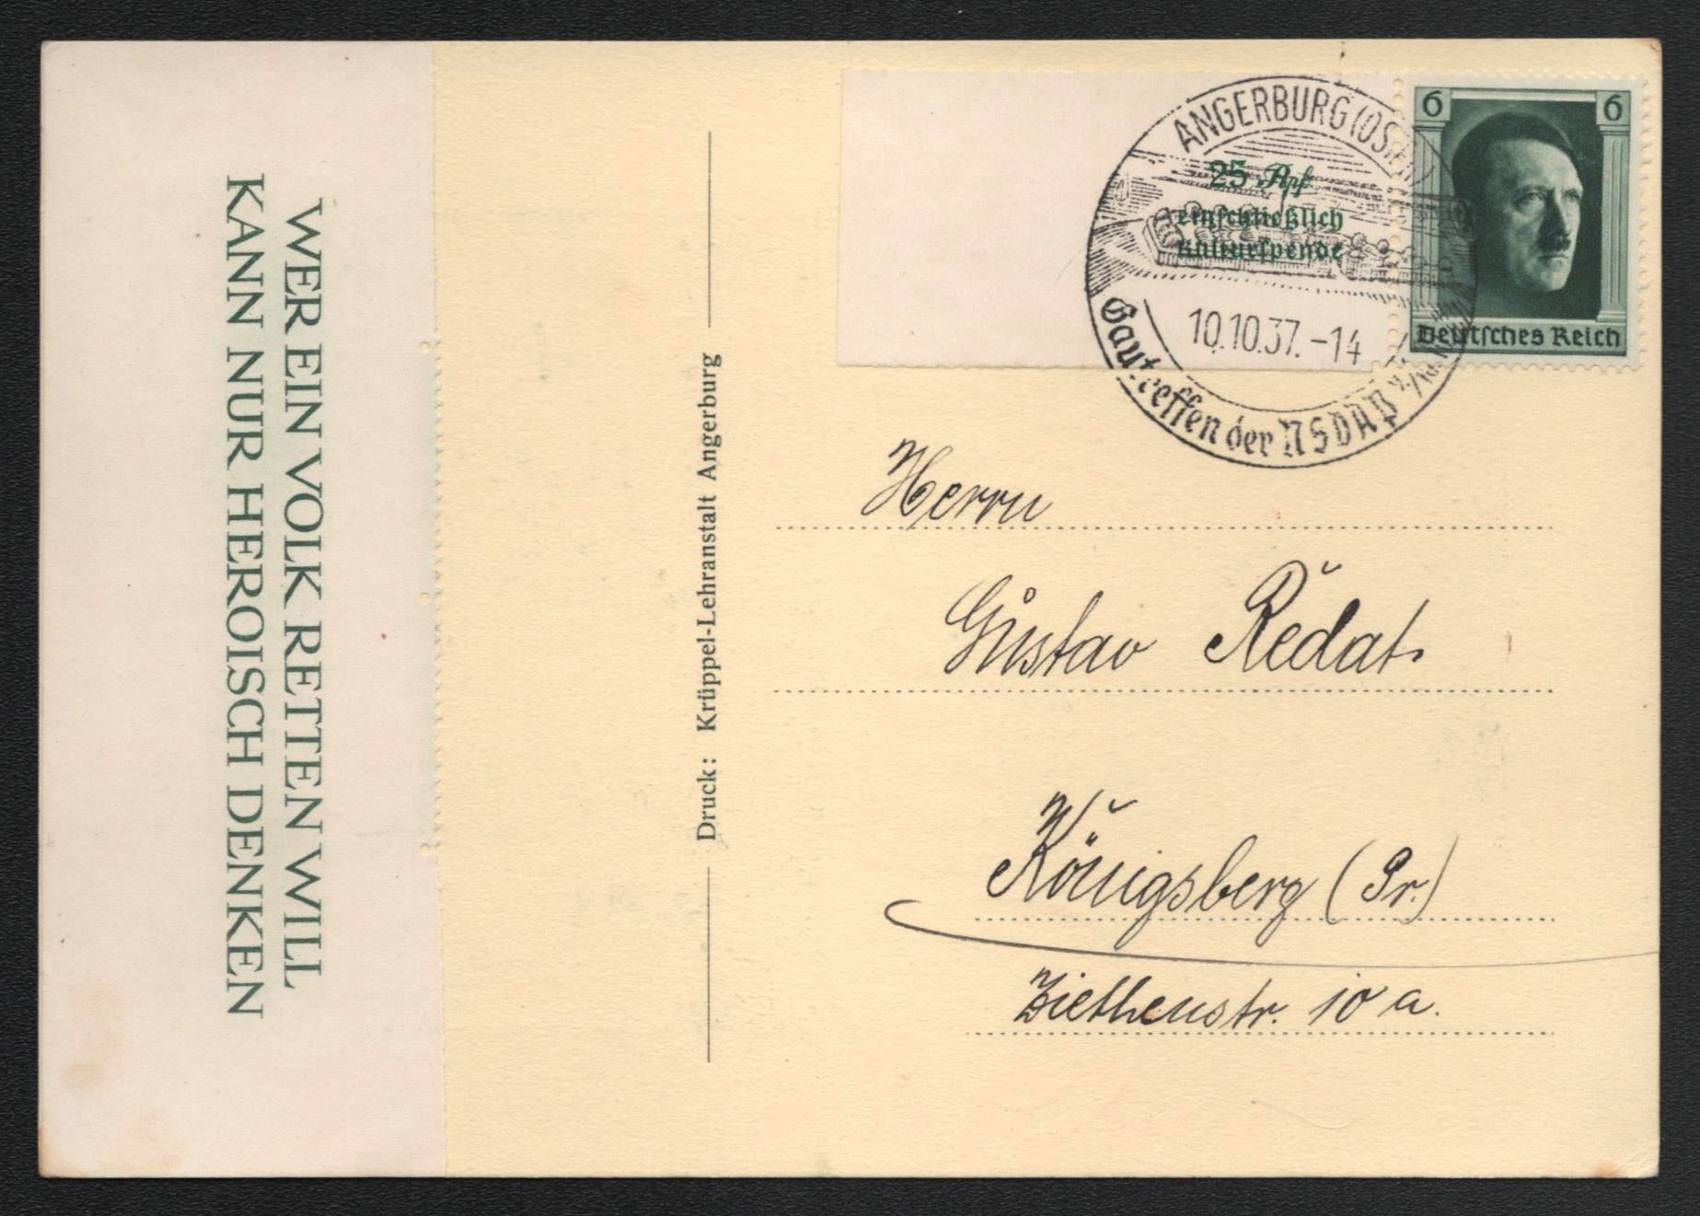 WER EIN VOLK RETTEN WILL
KANN NUR HEROISCH DENKEN
Druck: Krüppel-Lehranstalt Angerburg
25 Rpf.
einschließlich
Kulturspende
ANGERBURG (OSTPR
10.10.37.-14
Gautreffen der NSDAP
6 6
Deutsches Reich
Herrn
Gustav Redat.
Königsberg (Pr.)
Ziethenstr. 10 a.